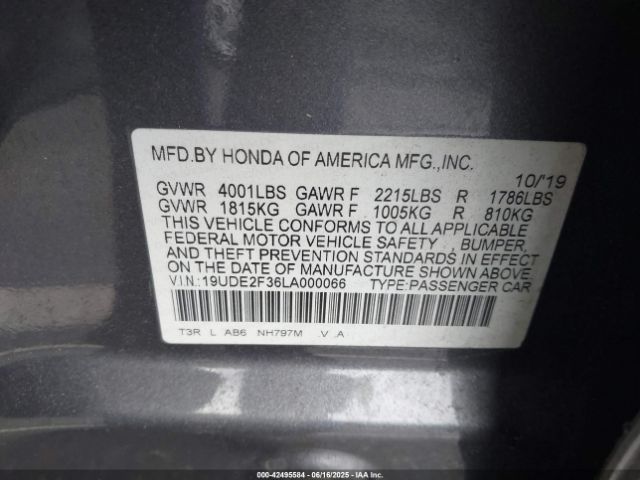 MFD.BY HONDA OF AMERICA MFG.,INC.
10/'19
GVWR 4001LBS GAWR F 2215LBS R 1786LBS
GVWR 1815KG GAWR F 1005KG R 810KG
THIS VEHICLE CONFORMS TO ALL APPLICABLE
FEDERAL MOTOR VEHICLE SAFETY , BUMPER,
AND THEFT PREVENTION STANDARDS IN EFFECT
ON THE DATE OF MANUFACTURE SHOWN ABOVE.
V.I.N.:19UDE2F36LA000066 TYPE:PASSENGER CAR
T3R L AB6 NH797M .V .A
000-42495584 - 06/16/2025 - IAA Inc.